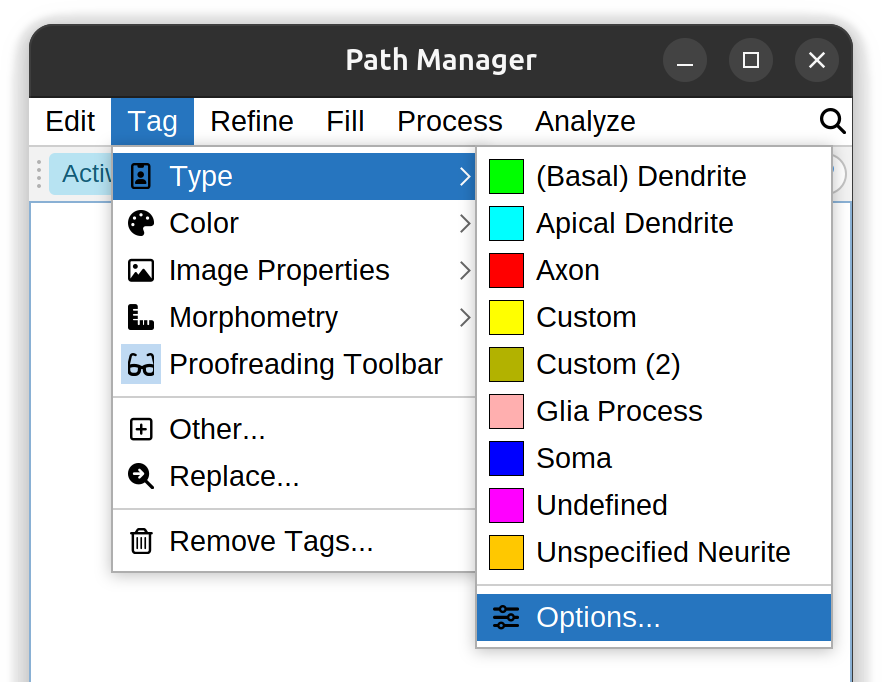 Path Manager
Edit Tag Refine Fill Process Analyze
Type
Color
Image Properties
Morphometry
Proofreading Toolbar
Other...
Replace...
Remove Tags...
(Basal) Dendrite
Apical Dendrite
Axon
Custom
Custom (2)
Glia Process
Soma
Undefined
Unspecified Neurite
Options...